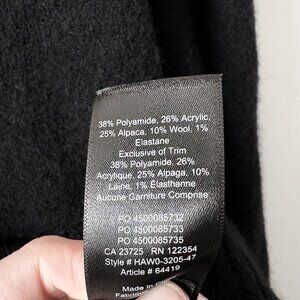 38% Polyamide, 26% Acrylic,
25% Alpaca, 10% Wool, 1%
Elastane
Exclusive of Trim
38% Polyamide, 26%
Acrylique, 25% Alpaga, 10%
Laine, 1% Elasthanne
Aucune Garniture Comprise
PO 4500085732
PO 4500085733
PO 4500085735
CA 23725 RN 122354
Style # HAW0-3205-47
Article # 64419
Made in